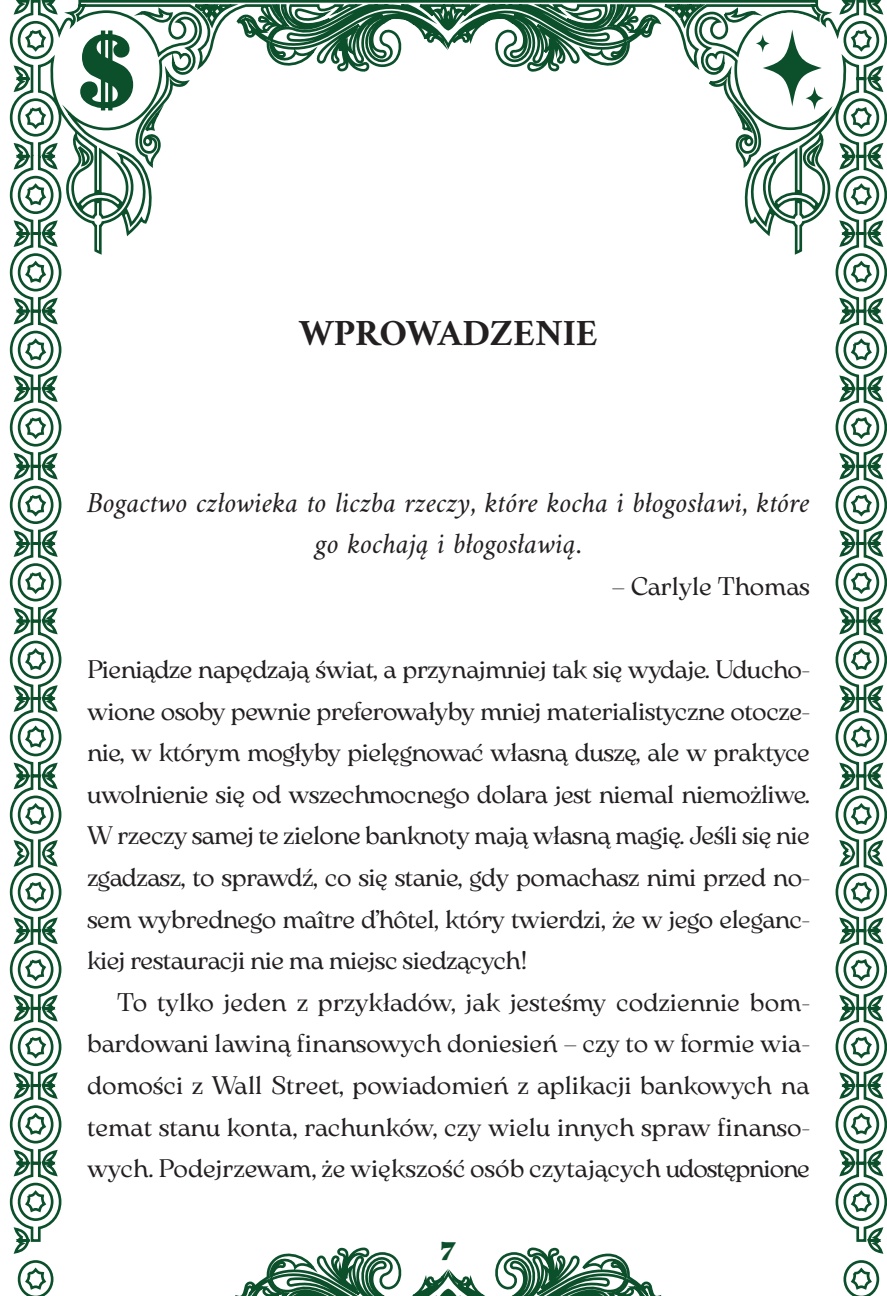 $
WPROWADZENIE
Bogactwo człowieka to liczba rzeczy, które kocha i błogosławi, które
go kochają i błogosławią.
– Carlyle Thomas
Pieniądze napędzają świat, a przynajmniej tak się wydaje. Uducho-
wione osoby pewnie preferowałyby mniej materialistyczne otocze-
nie, w którym mogłyby pielęgnować własną duszę, ale w praktyce
uwolnienie się od wszechmocnego dolara jest niemal niemożliwe.
W rzeczy samej te zielone banknoty mają własną magię. Jeśli się nie
zgadzasz, to sprawdź, co się stanie, gdy pomachasz nimi przed no-
sem wybrednego maître d’hôtel, który twierdzi, że w jego eleganc-
kiej restauracji nie ma miejsc siedzących!
To tylko jeden z przykładów, jak jesteśmy codziennie bom-
bardowani lawiną finansowych doniesień – czy to w formie wia-
domości z Wall Street, powiadomień z aplikacji bankowych na
temat stanu konta, rachunków, czy wielu innych spraw finanso-
wych. Podejrzewam, że większość osób czytających udostępnione
7